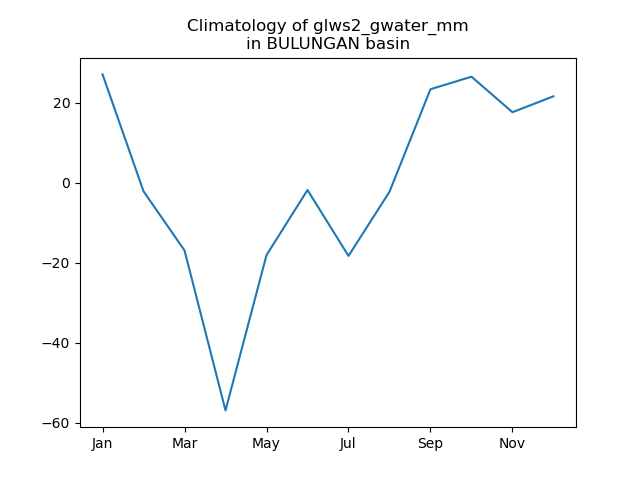 Climatology of glws2_gwater_mm
in BULUNGAN basin
20
0
−20
−40
−60
Jan
Mar
May
Jul
Sep
Nov